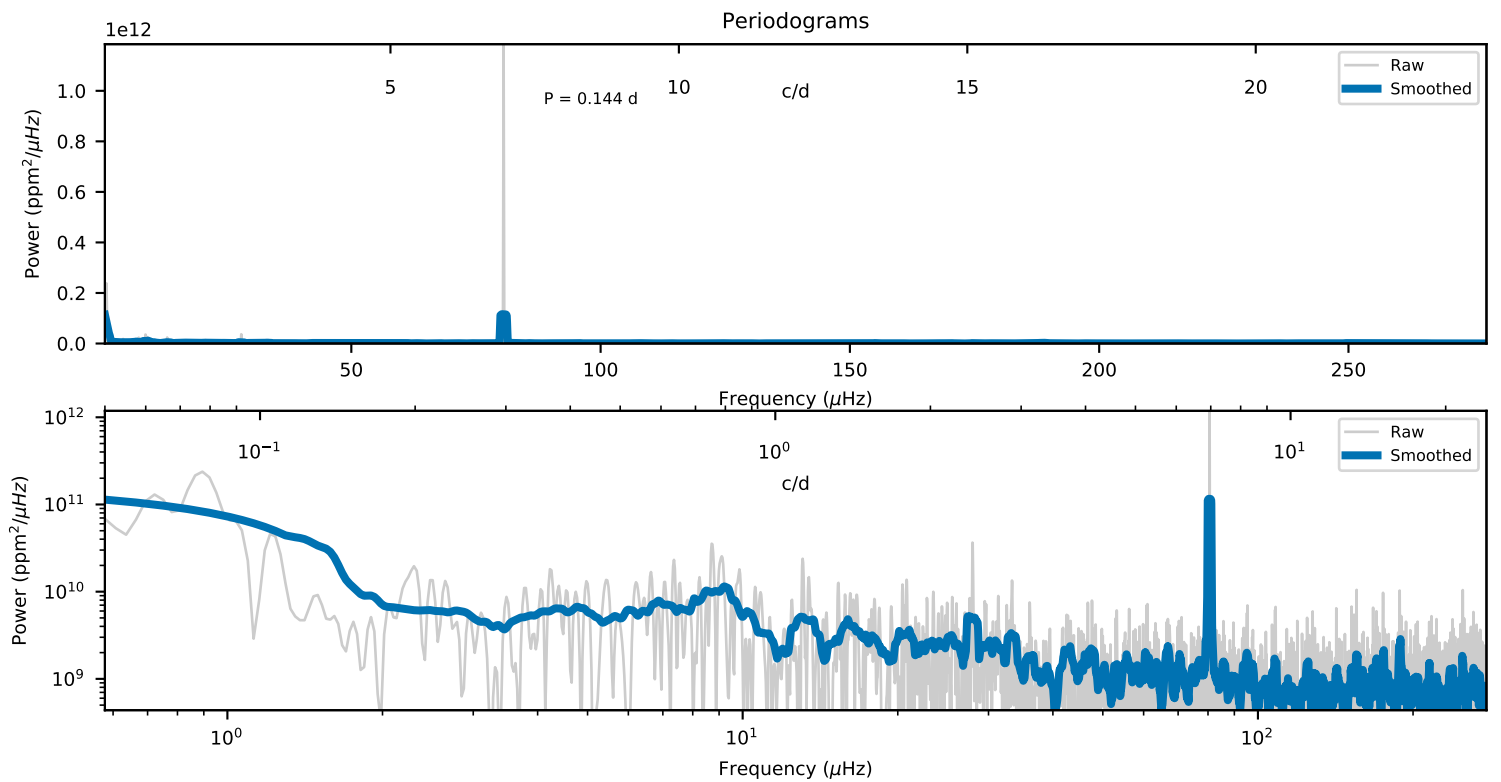 Periodograms
1e12
5 10 15 20
c/d
P = 0.144 d
Raw
Smoothed
Power (ppm²/μHz)
1.0
0.8
0.6
0.4
0.2
0.0
50 100 150 200 250
Frequency (μHz)
10⁻¹ 10⁰ 10¹
c/d
Raw
Smoothed
Power (ppm²/μHz)
10¹²
10¹¹
10¹⁰
10⁹
10⁰ 10¹ 10²
Frequency (μHz)